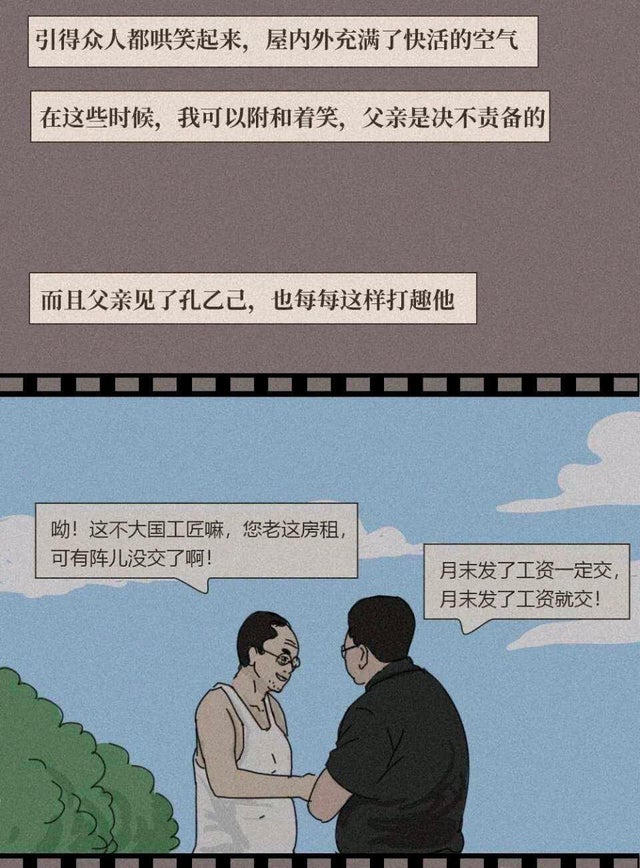 引得众人都哄笑起来，屋内外充满了快活的空气
在这些时候，我可以附和着笑，父亲是决不责备的
而且父亲见了孔乙己，也每每这样打趣他
呦！这不大国工匠嘛，您老这房租，
可有阵儿没交了啊！
月末发了工资一定交，
月末发了工资就交！